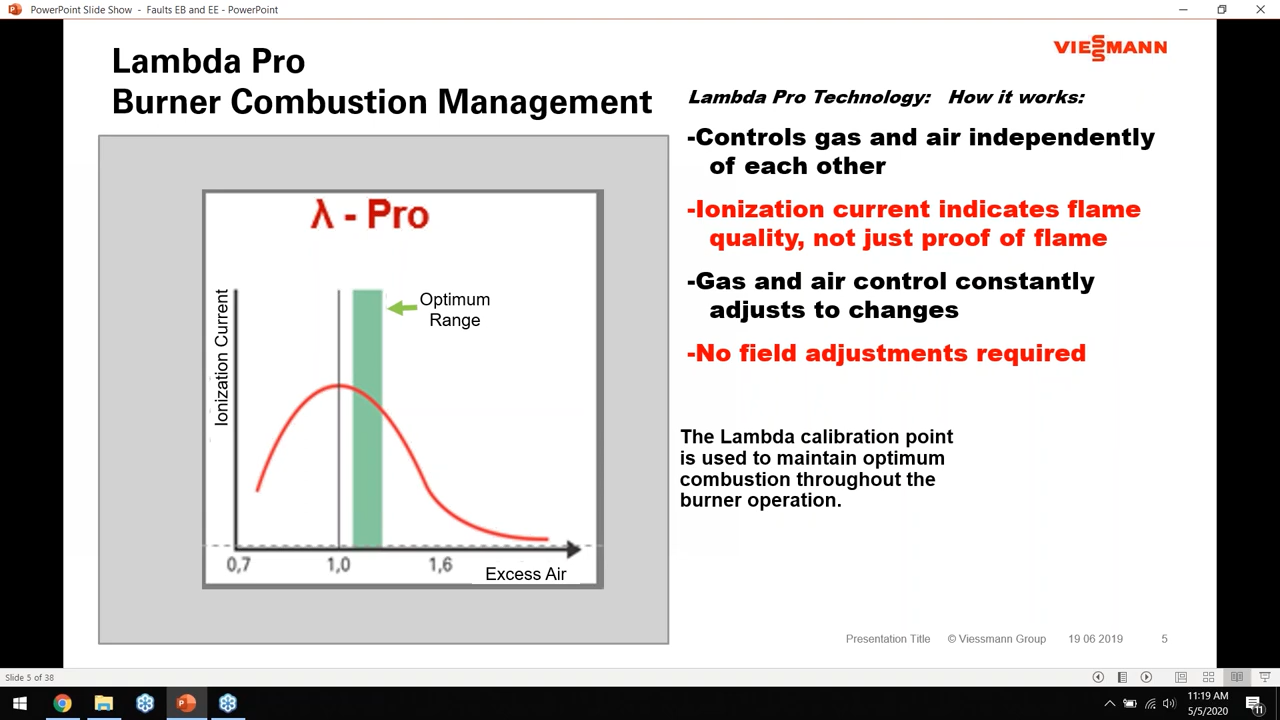 PowerPoint Slide Show - Faults EB and EE - PowerPoint
Lambda Pro
Burner Combustion Management
VIESSMANN
Lambda Pro Technology: How it works:
-Controls gas and air independently
of each other
-Ionization current indicates flame
quality, not just proof of flame
-Gas and air control constantly
adjusts to changes
-No field adjustments required
λ - Pro
Optimum
Range
Ionization Current
0,7
1,0
1,6
Excess Air
The Lambda calibration point
is used to maintain optimum
combustion throughout the
burner operation.
Presentation Title © Viessmann Group 19 06 2019 5
Slide 5 of 38
11:19 AM
5/5/2020
11